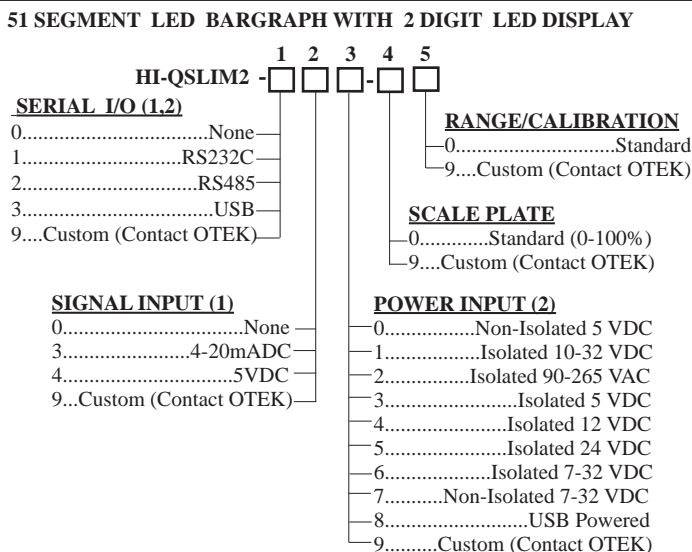 51 SEGMENT LED BARGRAPH WITH 2 DIGIT LED DISPLAY
1 2 3 4 5
HI-QSLIM2 - -
SERIAL I/O (1,2)
0............................None
1........................RS232C
2..........................RS485
3.............................USB
9....Custom (Contact OTEK)
RANGE/CALIBRATION
0............................Standard
9....Custom (Contact OTEK)
SCALE PLATE
0.............Standard (0-100%)
9....Custom (Contact OTEK)
SIGNAL INPUT (1)
0................................None
3.......................4-20mADC
4..............................5VDC
9...Custom (Contact OTEK)
POWER INPUT (2)
0................Non-Isolated 5 VDC
1.................Isolated 10-32 VDC
2...............Isolated 90-265 VAC
3........................Isolated 5 VDC
4......................Isolated 12 VDC
5......................Isolated 24 VDC
6...................Isolated 7-32 VDC
7..........Non-Isolated 7-32 VDC
8..........................USB Powered
9..........Custom (Contact OTEK)